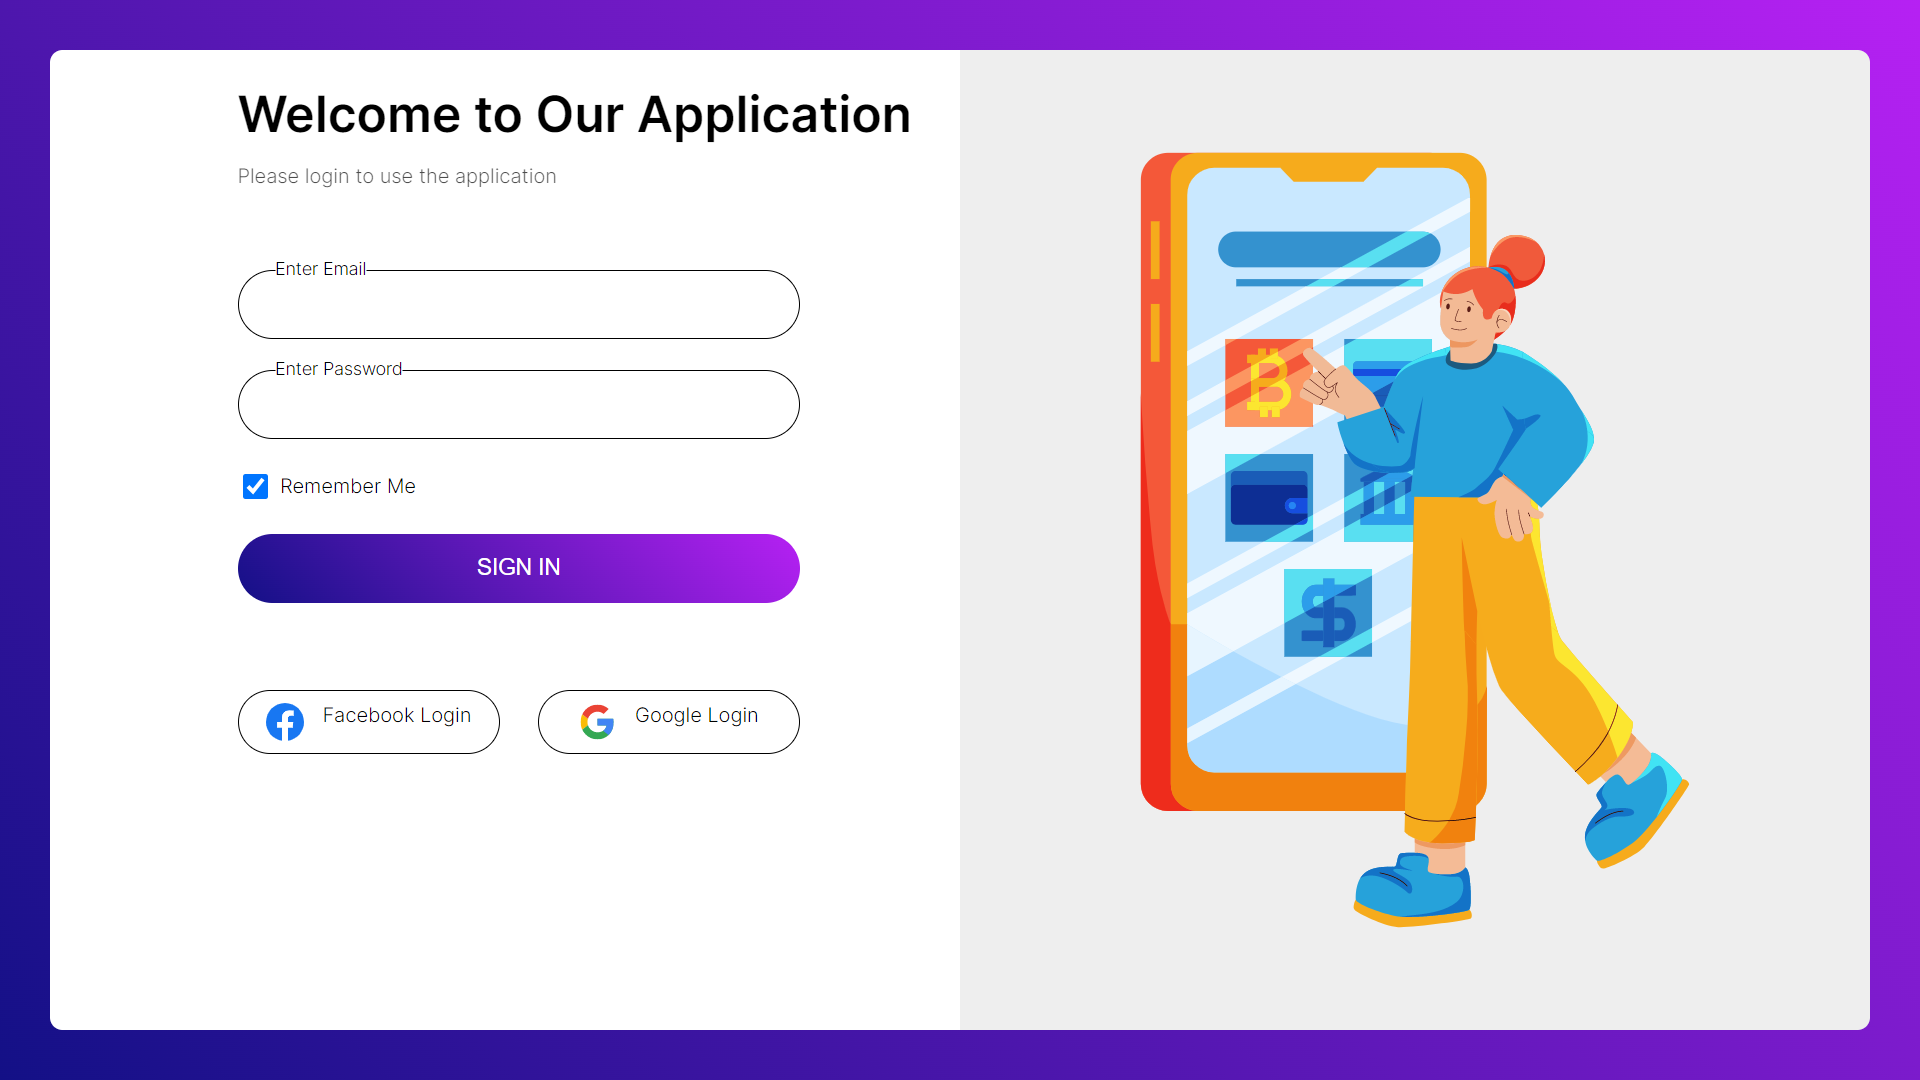 Welcome to Our Application
Please login to use the application
Enter Email
Enter Password
Remember Me
SIGN IN
Facebook Login
Google Login